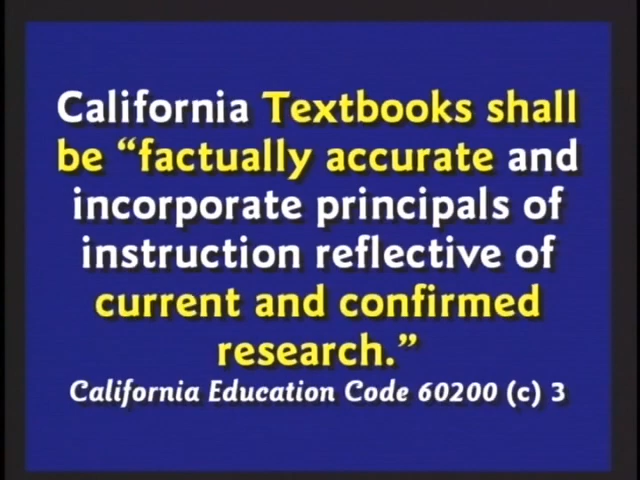 California Textbooks shall
be “factually accurate and
incorporate principals of
instruction reflective of
current and confirmed
research.”
California Education Code 60200 (c) 3